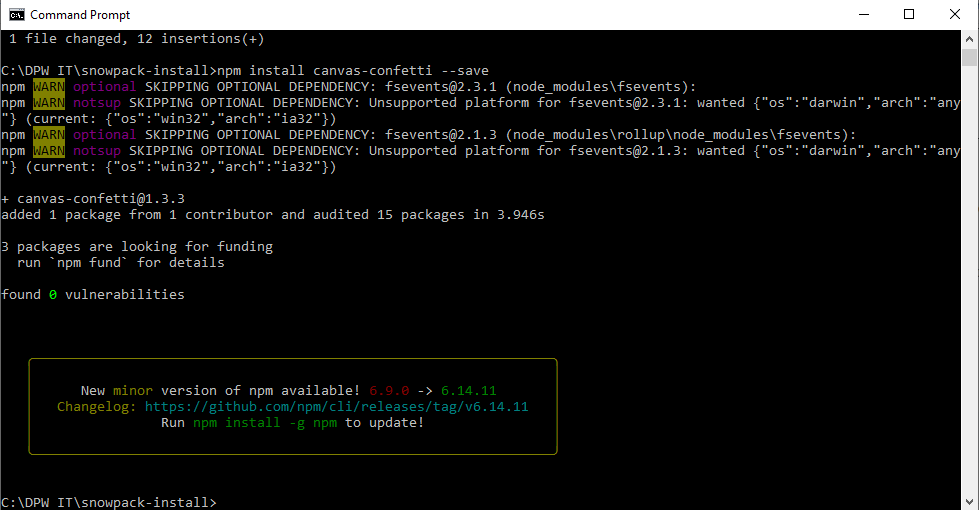 Command Prompt
1 file changed, 12 insertions(+)
C:\DPW IT\snowpack-install>npm install canvas-confetti --save
npm WARN optional SKIPPING OPTIONAL DEPENDENCY: fsevents@2.3.1 (node_modules\fsevents):
npm WARN notsup SKIPPING OPTIONAL DEPENDENCY: Unsupported platform for fsevents@2.3.1: wanted {"os":"darwin","arch":"any
"} (current: {"os":"win32","arch":"ia32"})
npm WARN optional SKIPPING OPTIONAL DEPENDENCY: fsevents@2.1.3 (node_modules\rollup\node_modules\fsevents):
npm WARN notsup SKIPPING OPTIONAL DEPENDENCY: Unsupported platform for fsevents@2.1.3: wanted {"os":"darwin","arch":"any
"} (current: {"os":"win32","arch":"ia32"})
+ canvas-confetti@1.3.3
added 1 package from 1 contributor and audited 15 packages in 3.946s
3 packages are looking for funding
run `npm fund` for details
found 0 vulnerabilities
New minor version of npm available! 6.9.0 -> 6.14.11
Changelog: https://github.com/npm/cli/releases/tag/v6.14.11
Run npm install -g npm to update!
C:\DPW IT\snowpack-install>